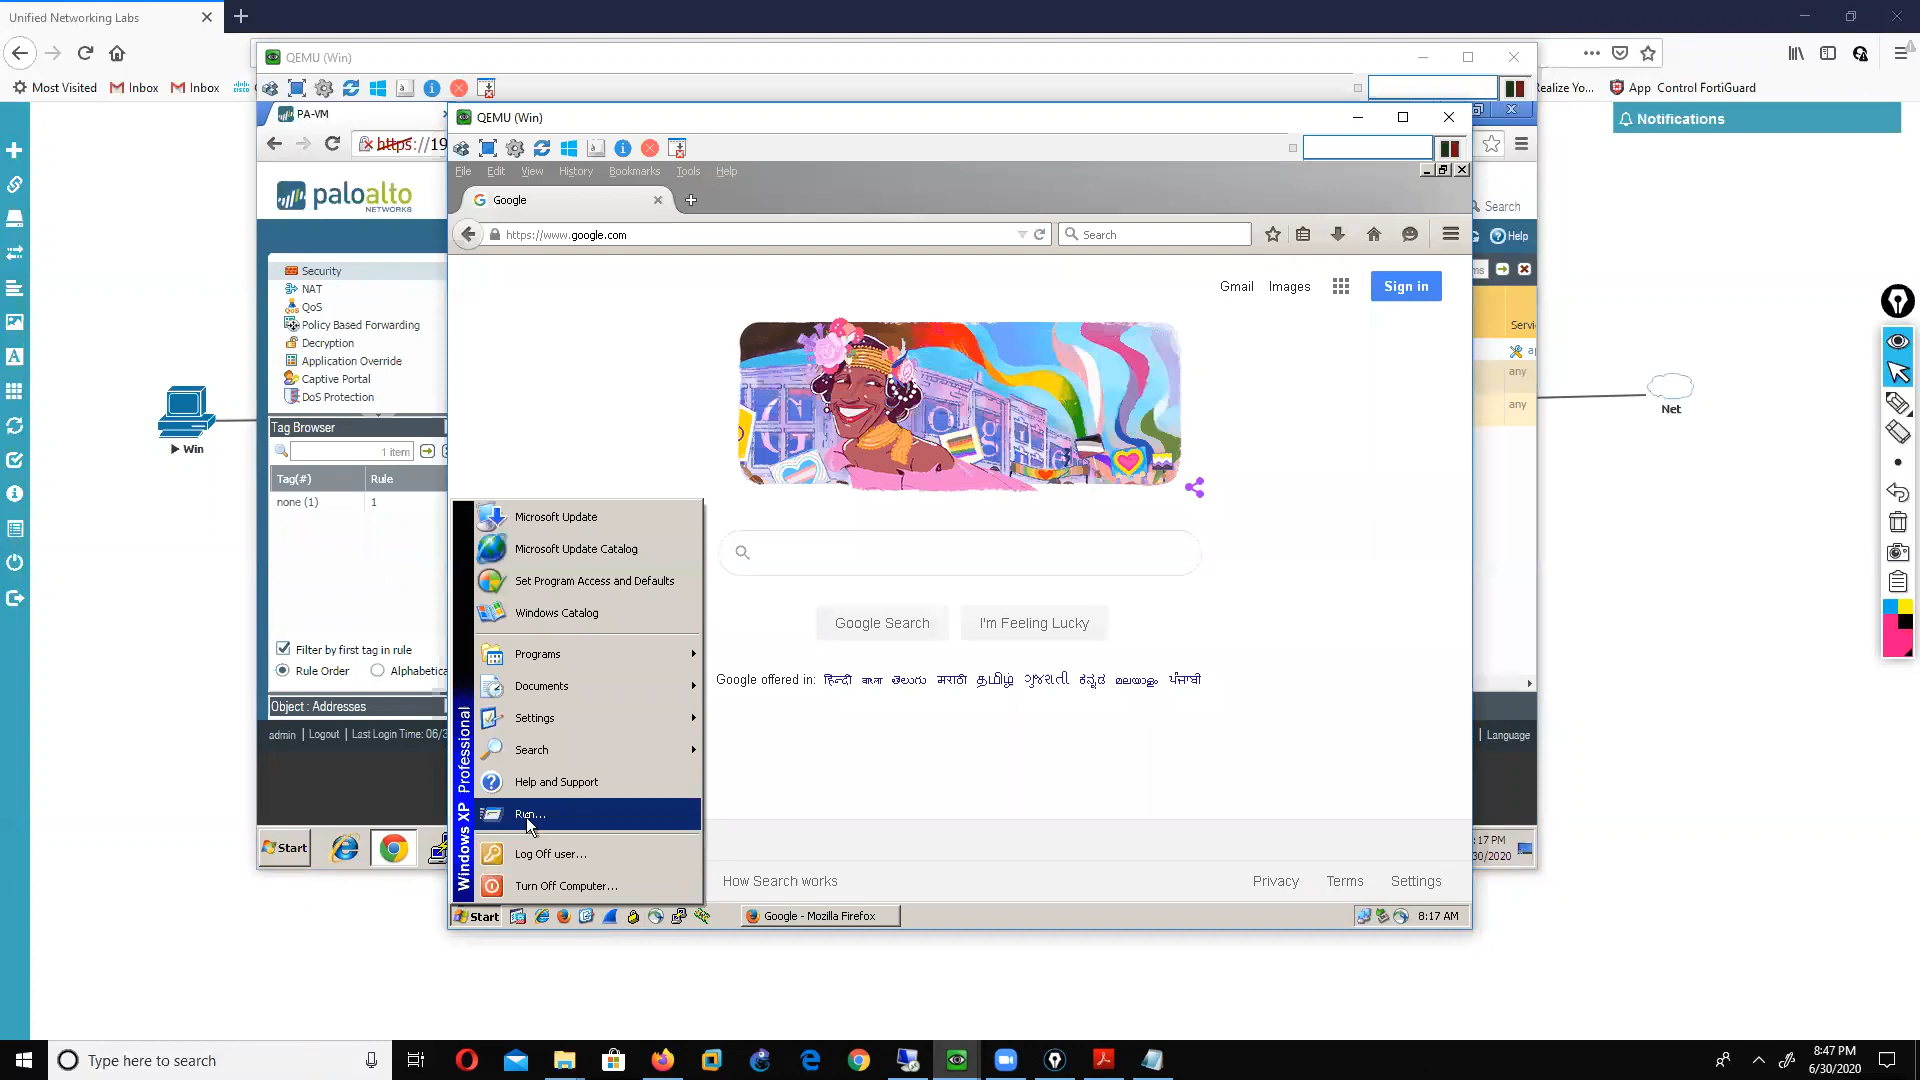 Unified Networking Labs
QEMU (Win)
Most Visited
Inbox
Inbox
Realize Yo...
App Control FortiGuard
PA-VM
QEMU (Win)
Notifications
https://19
File Edit View History Bookmarks Tools Help
Google
paloalto
NETWORKS
Search
https://www.google.com
Search
Help
Security
NAT
QoS
Policy Based Forwarding
Decryption
Application Override
Captive Portal
DoS Protection
Gmail Images Sign in
Servi
any
any
Win
Net
Tag Browser
1 item
Tag(#) Rule
none (1) 1
Filter by first tag in rule
Rule Order Alphabetica
Object : Addresses
admin | Logout | Last Login Time: 06/3
Language
Microsoft Update
Microsoft Update Catalog
Set Program Access and Defaults
Windows Catalog
Programs
Documents
Settings
Search
Help and Support
Run...
Log Off user...
Turn Off Computer...
Windows XP Professional
Google Search I'm Feeling Lucky
Google offered in: हिन्दी বাংলা తెలుగు मराठी தமிழ் ગુજરાતી ಕನ್ನಡ മലയാളം ਪੰਜਾਬੀ
How Search works
Privacy Terms Settings
Start
:17 PM
30/2020
Start
Google - Mozilla Firefox
8:17 AM
Type here to search
8:47 PM
6/30/2020